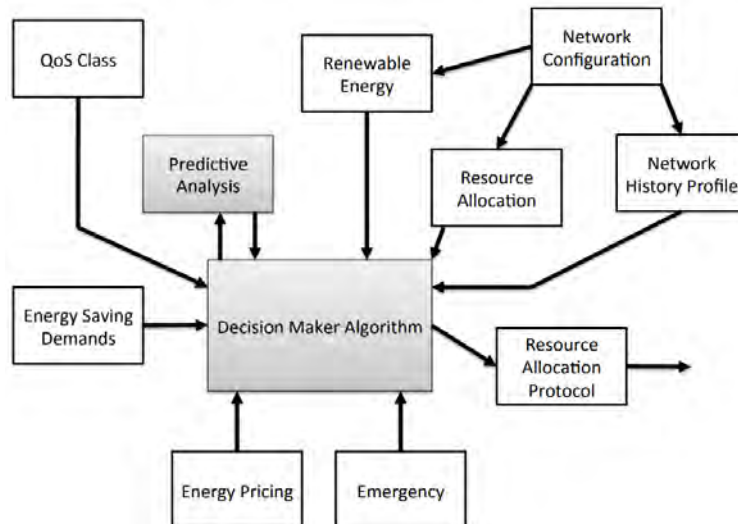 QoS Class
Renewable
Energy
Network
Configuration
Predictive
Analysis
Resource
Allocation
Network
History Profile
Energy Saving
Demands
Decision Maker Algorithm
Resource
Allocation
Protocol
Energy Pricing
Emergency